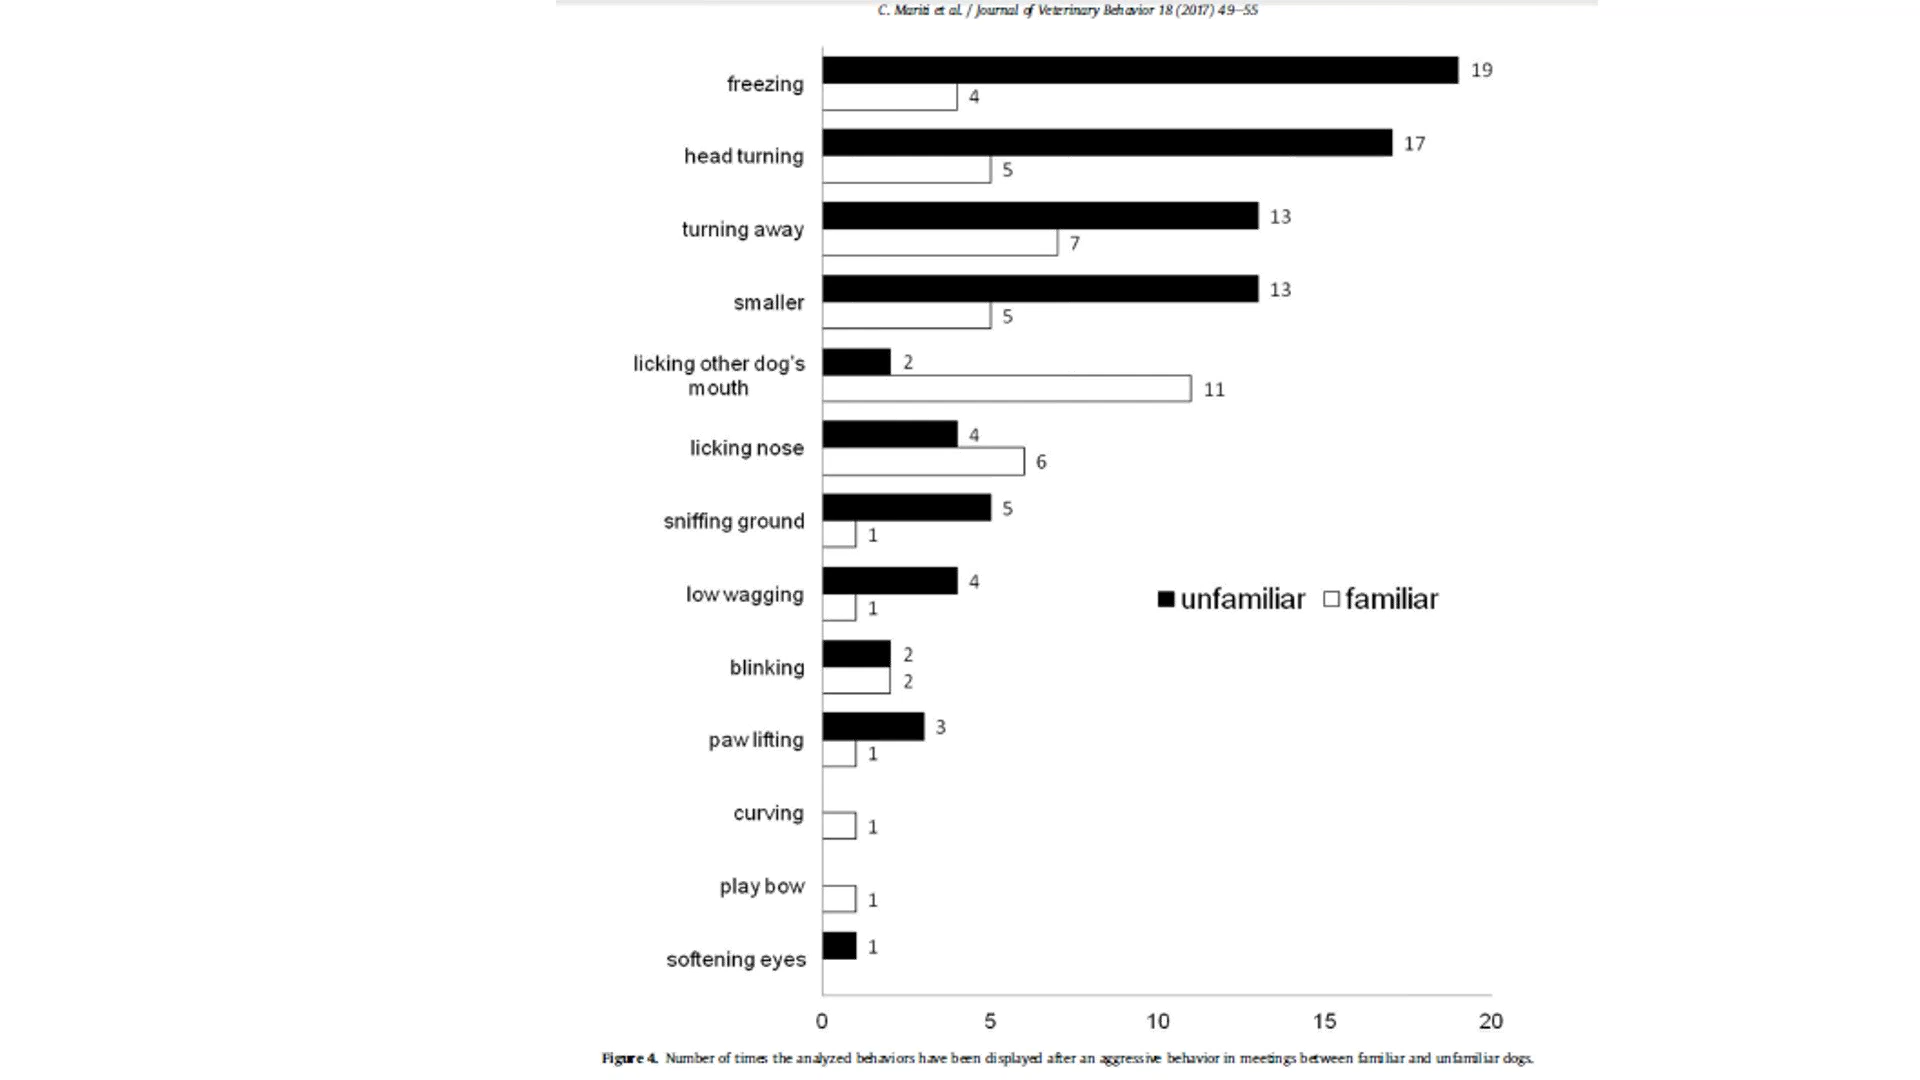 C. Mariti et al. / Journal of Veterinary Behavior 18 (2017) 49–55
freezing
19
4
head turning
17
5
turning away
13
7
smaller
13
5
licking other dog's
mouth
2
11
licking nose
4
6
sniffing ground
5
1
low wagging
4
1
unfamiliar familiar
blinking
2
2
paw lifting
3
1
curving
1
play bow
1
softening eyes
1
0 5 10 15 20
Figure 4. Number of times the analyzed behaviors have been displayed after an aggressive behavior in meetings between familiar and unfamiliar dogs.